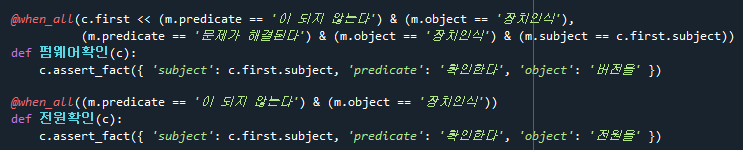 @when_all(c.first << (m.predicate == '이 되지 않는다') & (m.object == '장치인식'),
(m.predicate == '문제가 해결된다') & (m.object == '장치인식') & (m.subject == c.first.subject))
def 펌웨어확인(c):
c.assert_fact({ 'subject': c.first.subject, 'predicate': '확인한다', 'object': '버전을' })
@when_all((m.predicate == '이 되지 않는다') & (m.object == '장치인식'))
def 전원확인(c):
c.assert_fact({ 'subject': c.first.subject, 'predicate': '확인한다', 'object': '전원을' })